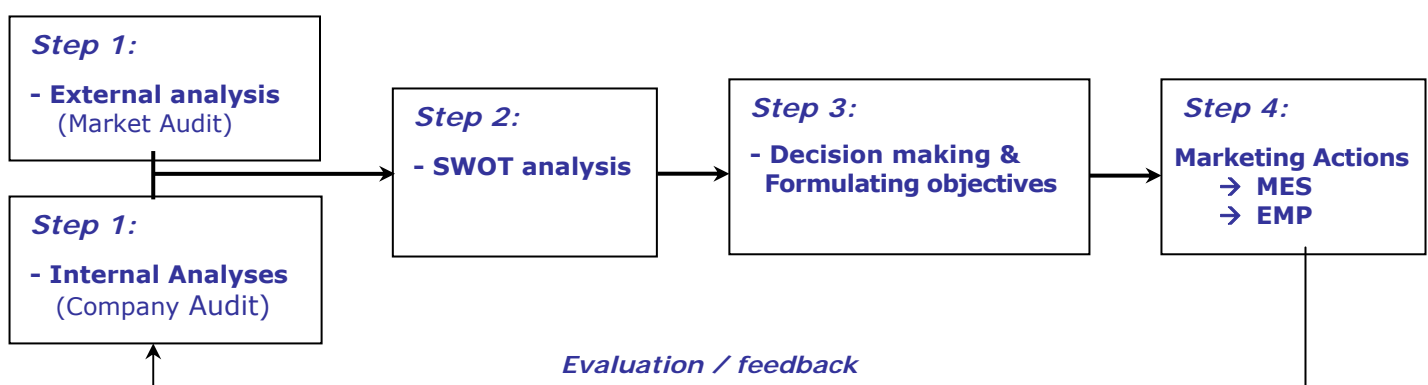 Step 1:
- External analysis
(Market Audit)
Step 1:
- Internal Analyses
(Company Audit)
Step 2:
- SWOT analysis
Step 3:
- Decision making &
Formulating objectives
Step 4:
Marketing Actions
→ MES
→ EMP
Evaluation / feedback